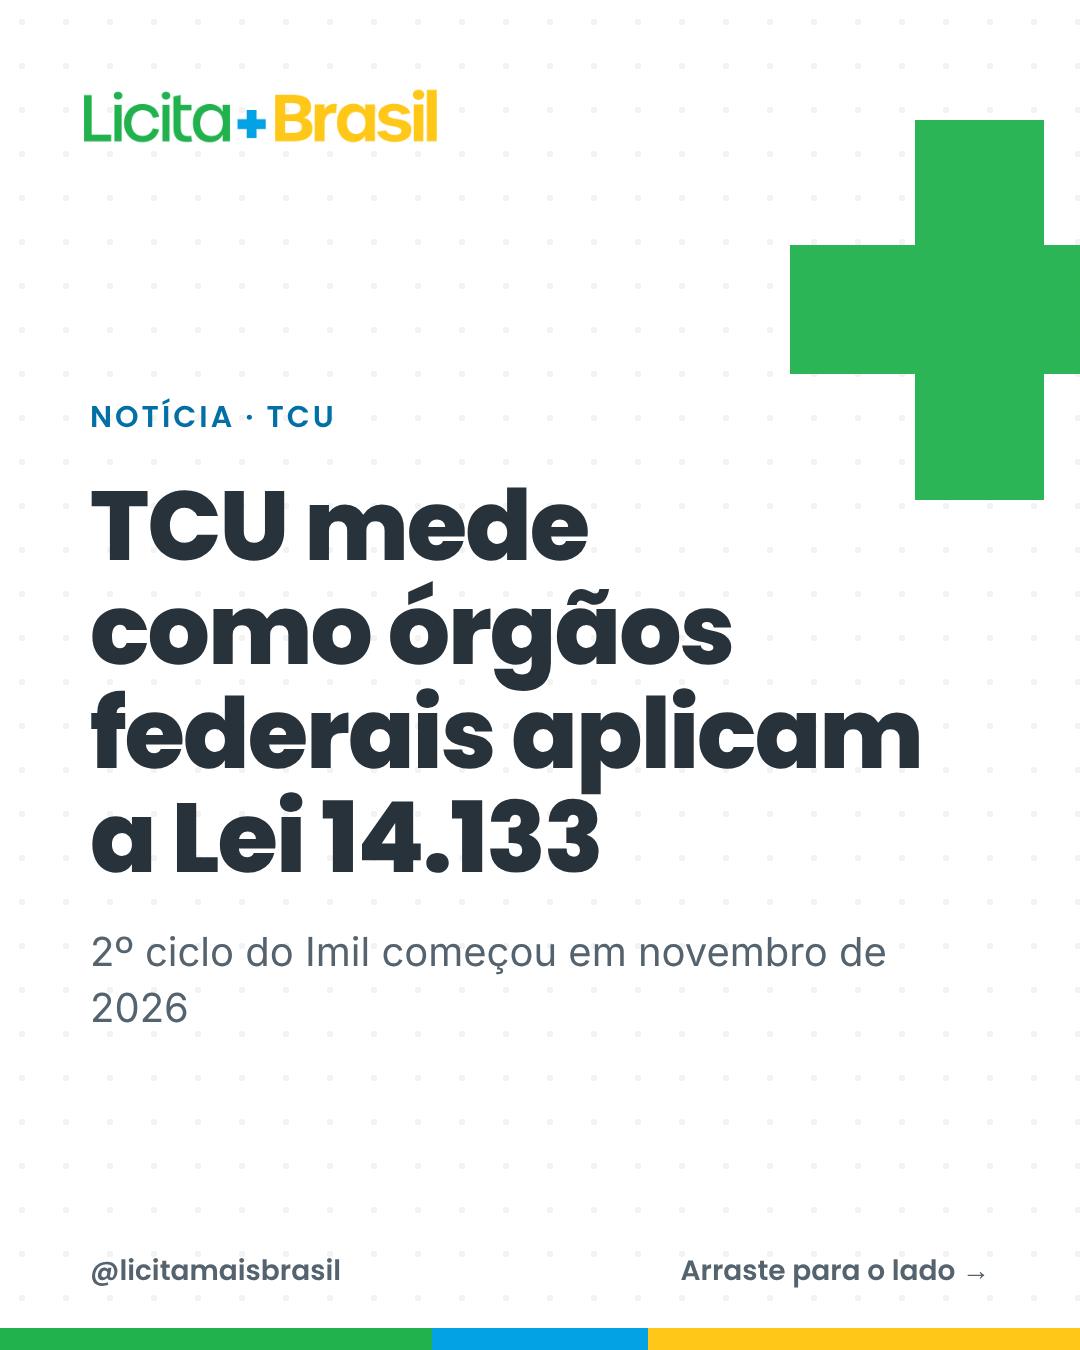 Licita+Brasil
NOTÍCIA · TCU
TCU mede
como órgãos
federais aplicam
a Lei 14.133
2º ciclo do Imil começou em novembro de
2026
@licitamaisbrasil
Arraste para o lado →